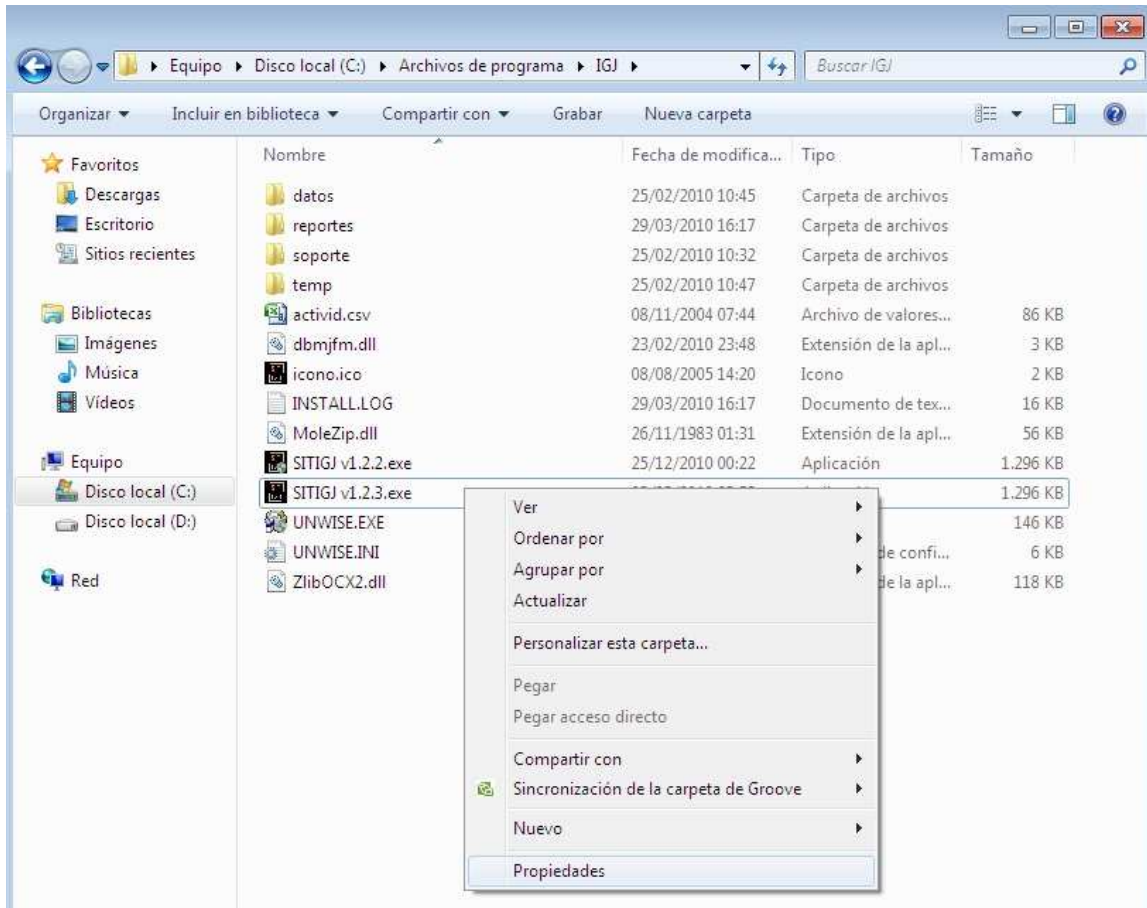 Equipo Disco local (C:) Archivos de programa IGJ Buscar IGJ
Organizar Incluir en biblioteca Compartir con Grabar Nueva carpeta
Favoritos
Descargas
Escritorio
Sitios recientes
Bibliotecas
Imágenes
Música
Vídeos
Equipo
Disco local (C:)
Disco local (D:)
Red
Nombre Fecha de modifica... Tipo Tamaño
datos 25/02/2010 10:45 Carpeta de archivos
reportes 29/03/2010 16:17 Carpeta de archivos
soporte 25/02/2010 10:32 Carpeta de archivos
temp 25/02/2010 10:47 Carpeta de archivos
activid.csv 08/11/2004 07:44 Archivo de valores... 86 KB
dbmjfm.dll 23/02/2010 23:48 Extensión de la apl... 3 KB
icono.ico 08/08/2005 14:20 Icono 2 KB
INSTALL.LOG 29/03/2010 16:17 Documento de tex... 16 KB
MoleZip.dll 26/11/1983 01:31 Extensión de la apl... 56 KB
SITIGJ v1.2.2.exe 25/12/2010 00:22 Aplicación 1.296 KB
SITIGJ v1.2.3.exe 1.296 KB
UNWISE.EXE 146 KB
UNWISE.INI de confi... 6 KB
ZlibOCX2.dll de la apl... 118 KB
Ver
Ordenar por
Agrupar por
Actualizar
Personalizar esta carpeta...
Pegar
Pegar acceso directo
Compartir con
Sincronización de la carpeta de Groove
Nuevo
Propiedades